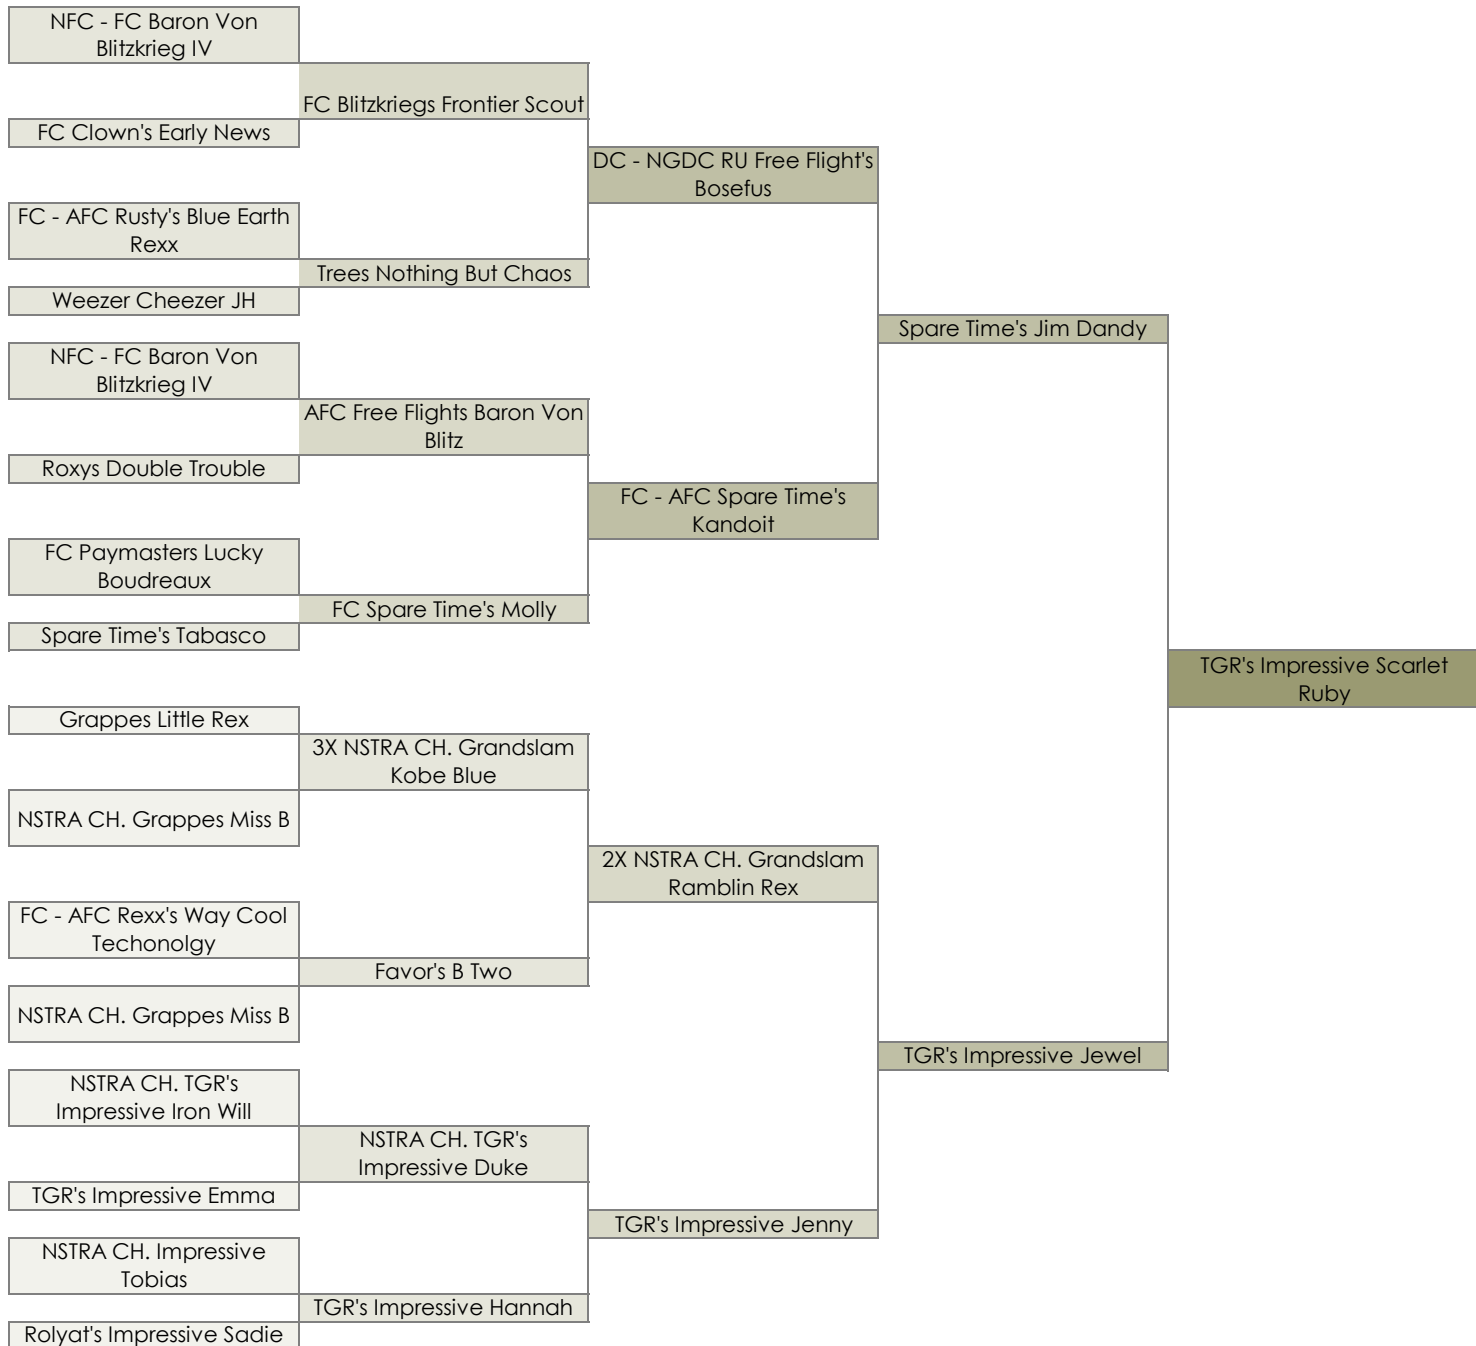 NFC - FC Baron Von
Blitzkrieg IV
FC Blitzkriegs Frontier Scout
FC Clown's Early News
DC - NGDC RU Free Flight's
Bosefus
FC - AFC Rusty's Blue Earth
Rexx
Trees Nothing But Chaos
Weezer Cheezer JH
Spare Time's Jim Dandy
NFC - FC Baron Von
Blitzkrieg IV
AFC Free Flights Baron Von
Blitz
Roxys Double Trouble
FC - AFC Spare Time's
Kandoit
FC Paymasters Lucky
Boudreaux
FC Spare Time's Molly
Spare Time's Tabasco
TGR's Impressive Scarlet
Ruby
Grappes Little Rex
3X NSTRA CH. Grandslam
Kobe Blue
NSTRA CH. Grappes Miss B
2X NSTRA CH. Grandslam
Ramblin Rex
FC - AFC Rexx's Way Cool
Techonolgy
Favor's B Two
NSTRA CH. Grappes Miss B
TGR's Impressive Jewel
NSTRA CH. TGR's
Impressive Iron Will
NSTRA CH. TGR's
Impressive Duke
TGR's Impressive Emma
TGR's Impressive Jenny
NSTRA CH. Impressive
Tobias
TGR's Impressive Hannah
Rolyat's Impressive Sadie